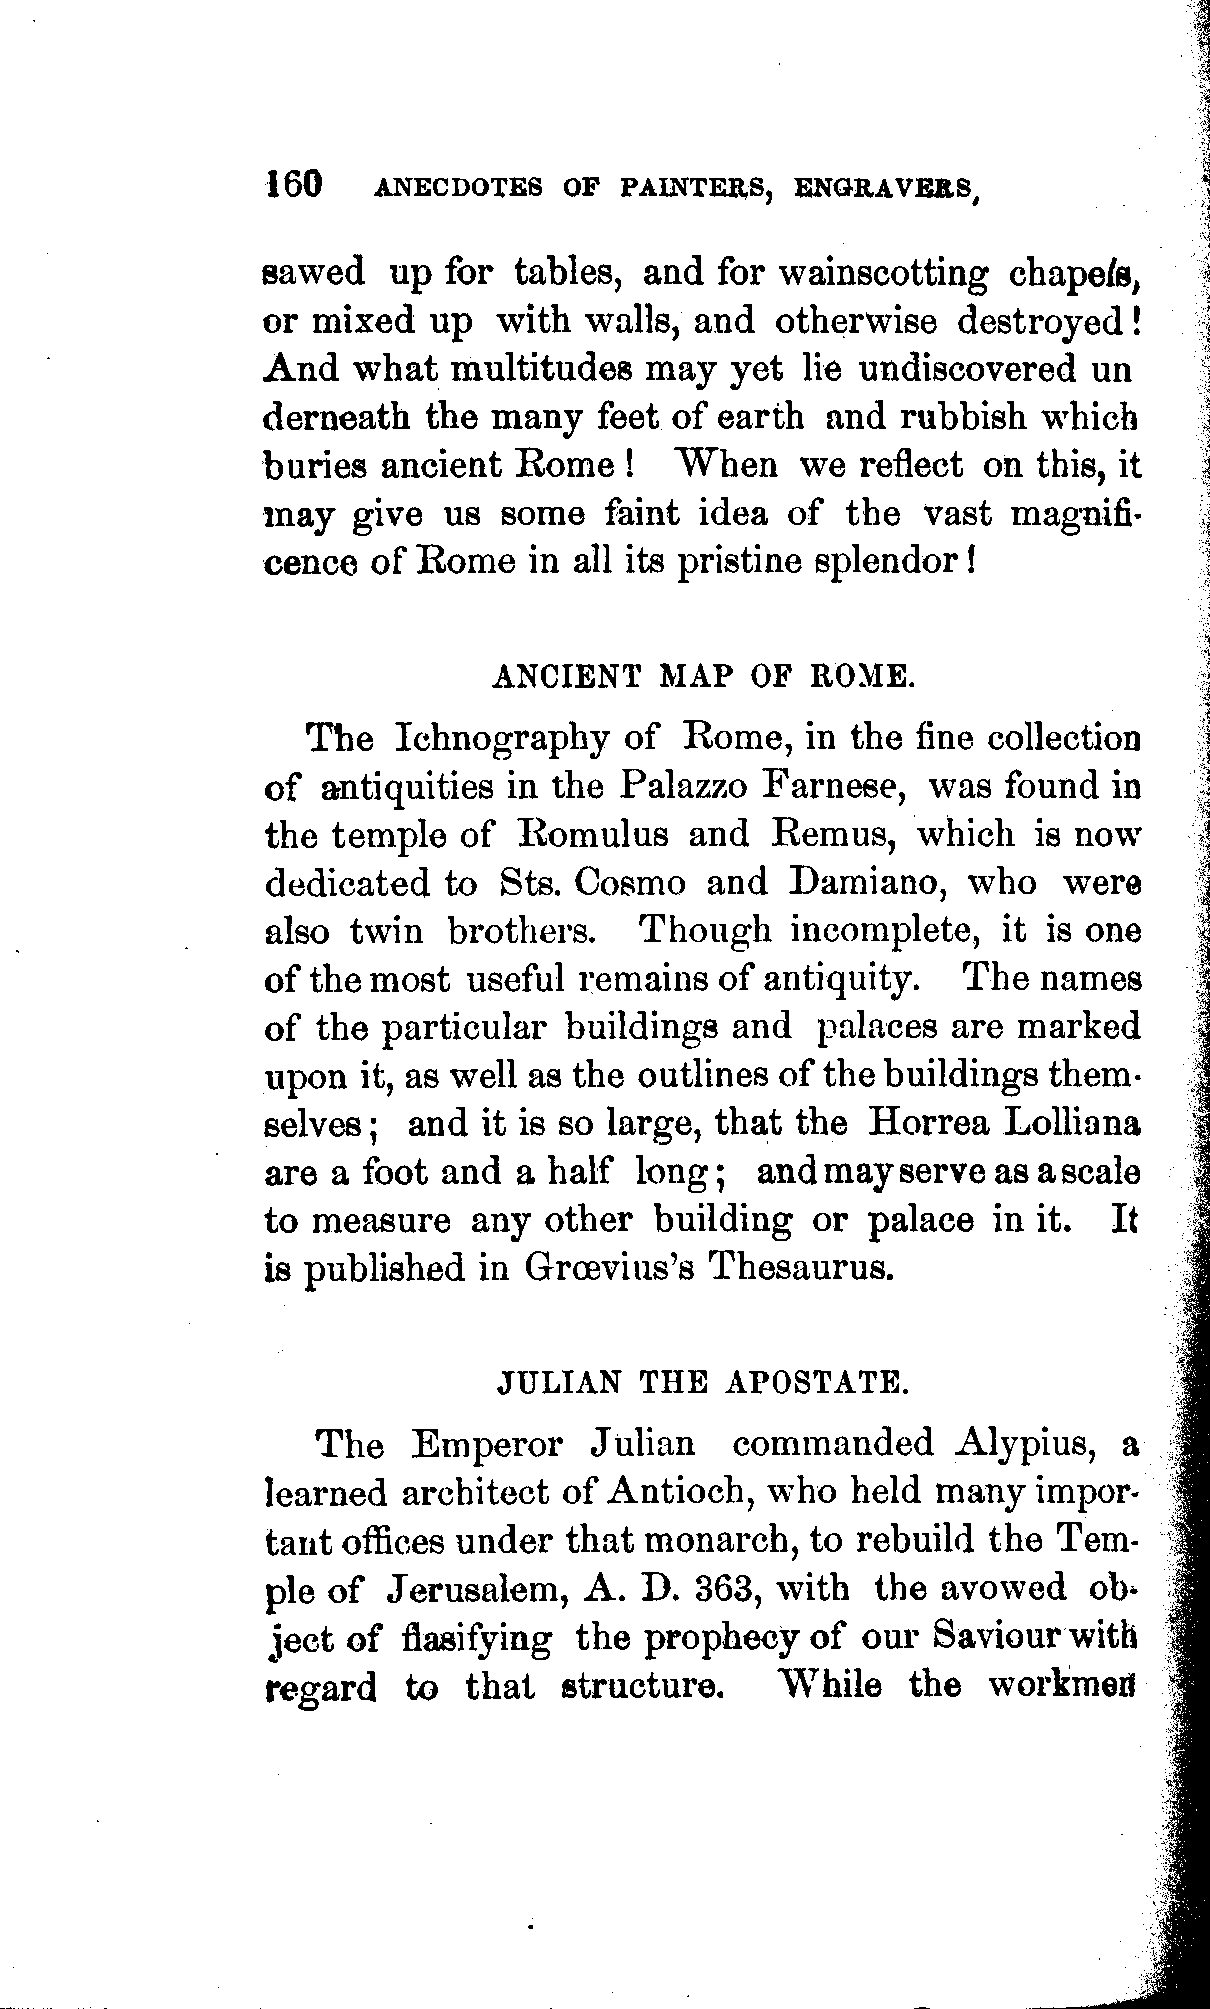 160 ANECDOTES OF PAINTERS, ENGRAVERS,
sawed up for tables, and for wainscotting chapels,
or mixed up with walls, and otherwise destroyed!
And what multitudes may yet lie undiscovered un
derneath the many feet of earth and rubbish which
buries ancient Rome! When we reflect on this, it
may give us some faint idea of the vast magnifi-
cence of Rome in all its pristine splendor!
ANCIENT MAP OF ROME.
The Ichnography of Rome, in the fine collection
of antiquities in the Palazzo Farnese, was found in
the temple of Romulus and Remus, which is now
dedicated to Sts. Cosmo and Damiano, who were
also twin brothers. Though incomplete, it is one
of the most useful remains of antiquity. The names
of the particular buildings and palaces are marked
upon it, as well as the outlines of the buildings them-
selves; and it is so large, that the Horrea Lolliana
are a foot and a half long; and may serve as a scale
to measure any other building or palace in it. It
is published in Grœvius's Thesaurus.
JULIAN THE APOSTATE.
The Emperor Julian commanded Alypius, a
learned architect of Antioch, who held many impor-
tant offices under that monarch, to rebuild the Tem-
ple of Jerusalem, A. D. 363, with the avowed ob-
ject of flasifying the prophecy of our Saviour with
regard to that structure. While the workmen